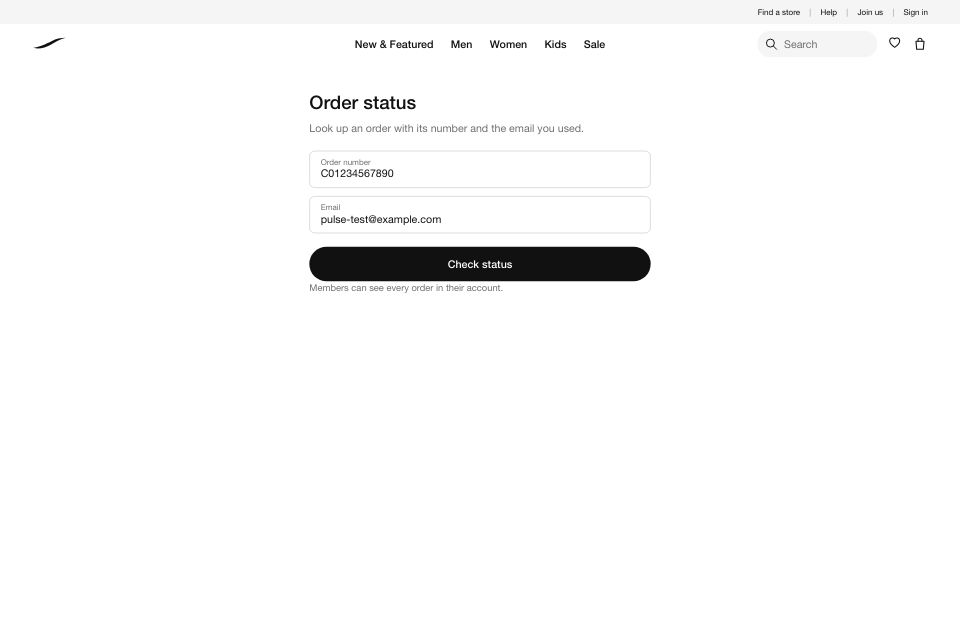 Find a store | Help | Join us | Sign in
New & Featured Men Women Kids Sale Search
Order status
Look up an order with its number and the email you used.
Order number
C01234567890
Email
pulse-test@example.com
Check status
Members can see every order in their account.